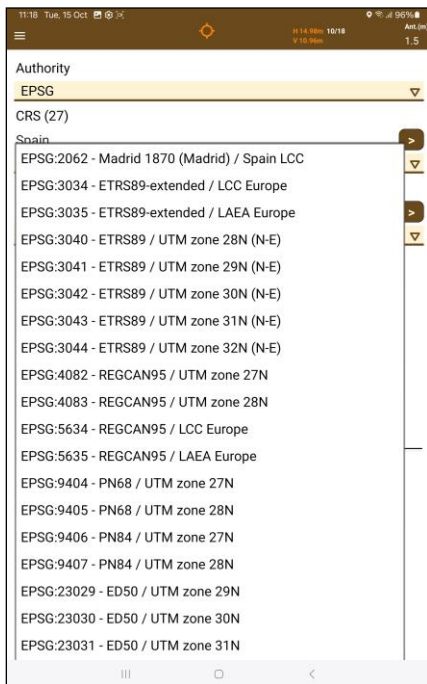 11:18 Tue, 15 Oct 96%
H 14.98m 10/18 Ant.(m)
V 10.96m 1.5
Authority
EPSG
CRS (27)
Spain
>
EPSG:2062 - Madrid 1870 (Madrid) / Spain LCC
EPSG:3034 - ETRS89-extended / LCC Europe
EPSG:3035 - ETRS89-extended / LAEA Europe
>
EPSG:3040 - ETRS89 / UTM zone 28N (N-E)
EPSG:3041 - ETRS89 / UTM zone 29N (N-E)
EPSG:3042 - ETRS89 / UTM zone 30N (N-E)
EPSG:3043 - ETRS89 / UTM zone 31N (N-E)
EPSG:3044 - ETRS89 / UTM zone 32N (N-E)
EPSG:4082 - REGCAN95 / UTM zone 27N
EPSG:4083 - REGCAN95 / UTM zone 28N
EPSG:5634 - REGCAN95 / LCC Europe
EPSG:5635 - REGCAN95 / LAEA Europe
EPSG:9404 - PN68 / UTM zone 27N
EPSG:9405 - PN68 / UTM zone 28N
EPSG:9406 - PN84 / UTM zone 27N
EPSG:9407 - PN84 / UTM zone 28N
EPSG:23029 - ED50 / UTM zone 29N
EPSG:23030 - ED50 / UTM zone 30N
EPSG:23031 - ED50 / UTM zone 31N